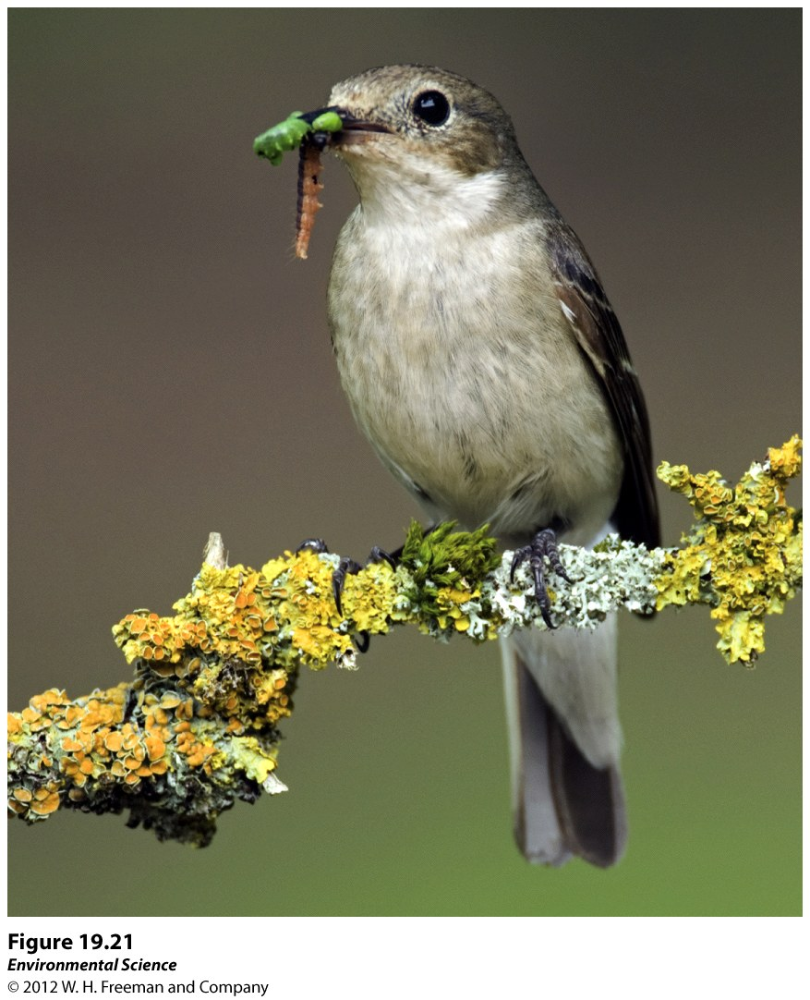 Figure 19.21
Environmental Science
© 2012 W. H. Freeman and Company